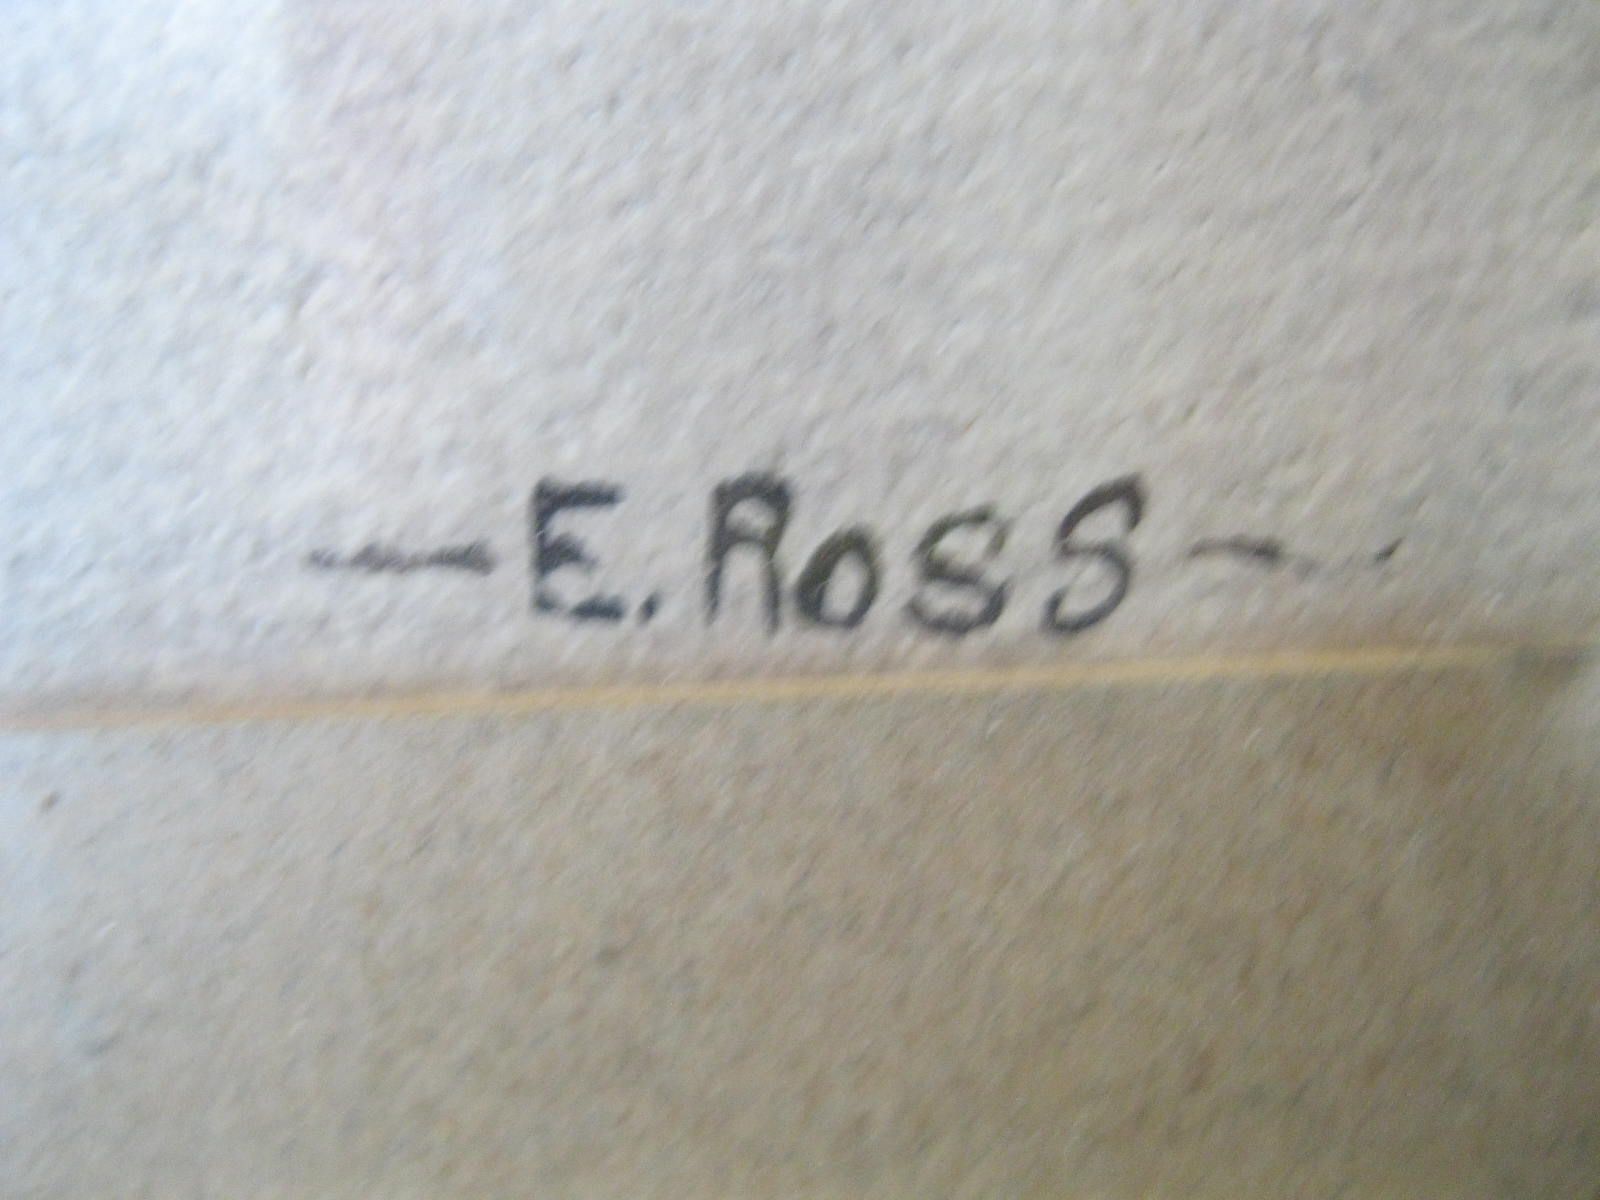 — E. ROSS —